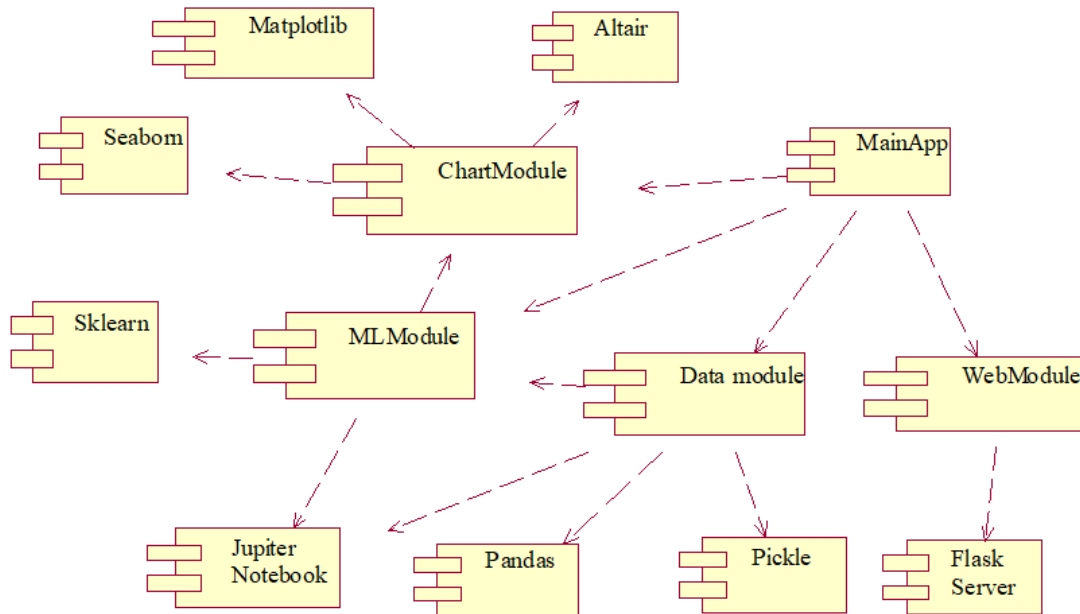 Matplotlib
Altair
Seaborn
ChartModule
MainApp
Sklearn
MLModule
Data module
WebModule
Jupiter
Notebook
Pandas
Pickle
Flask
Server